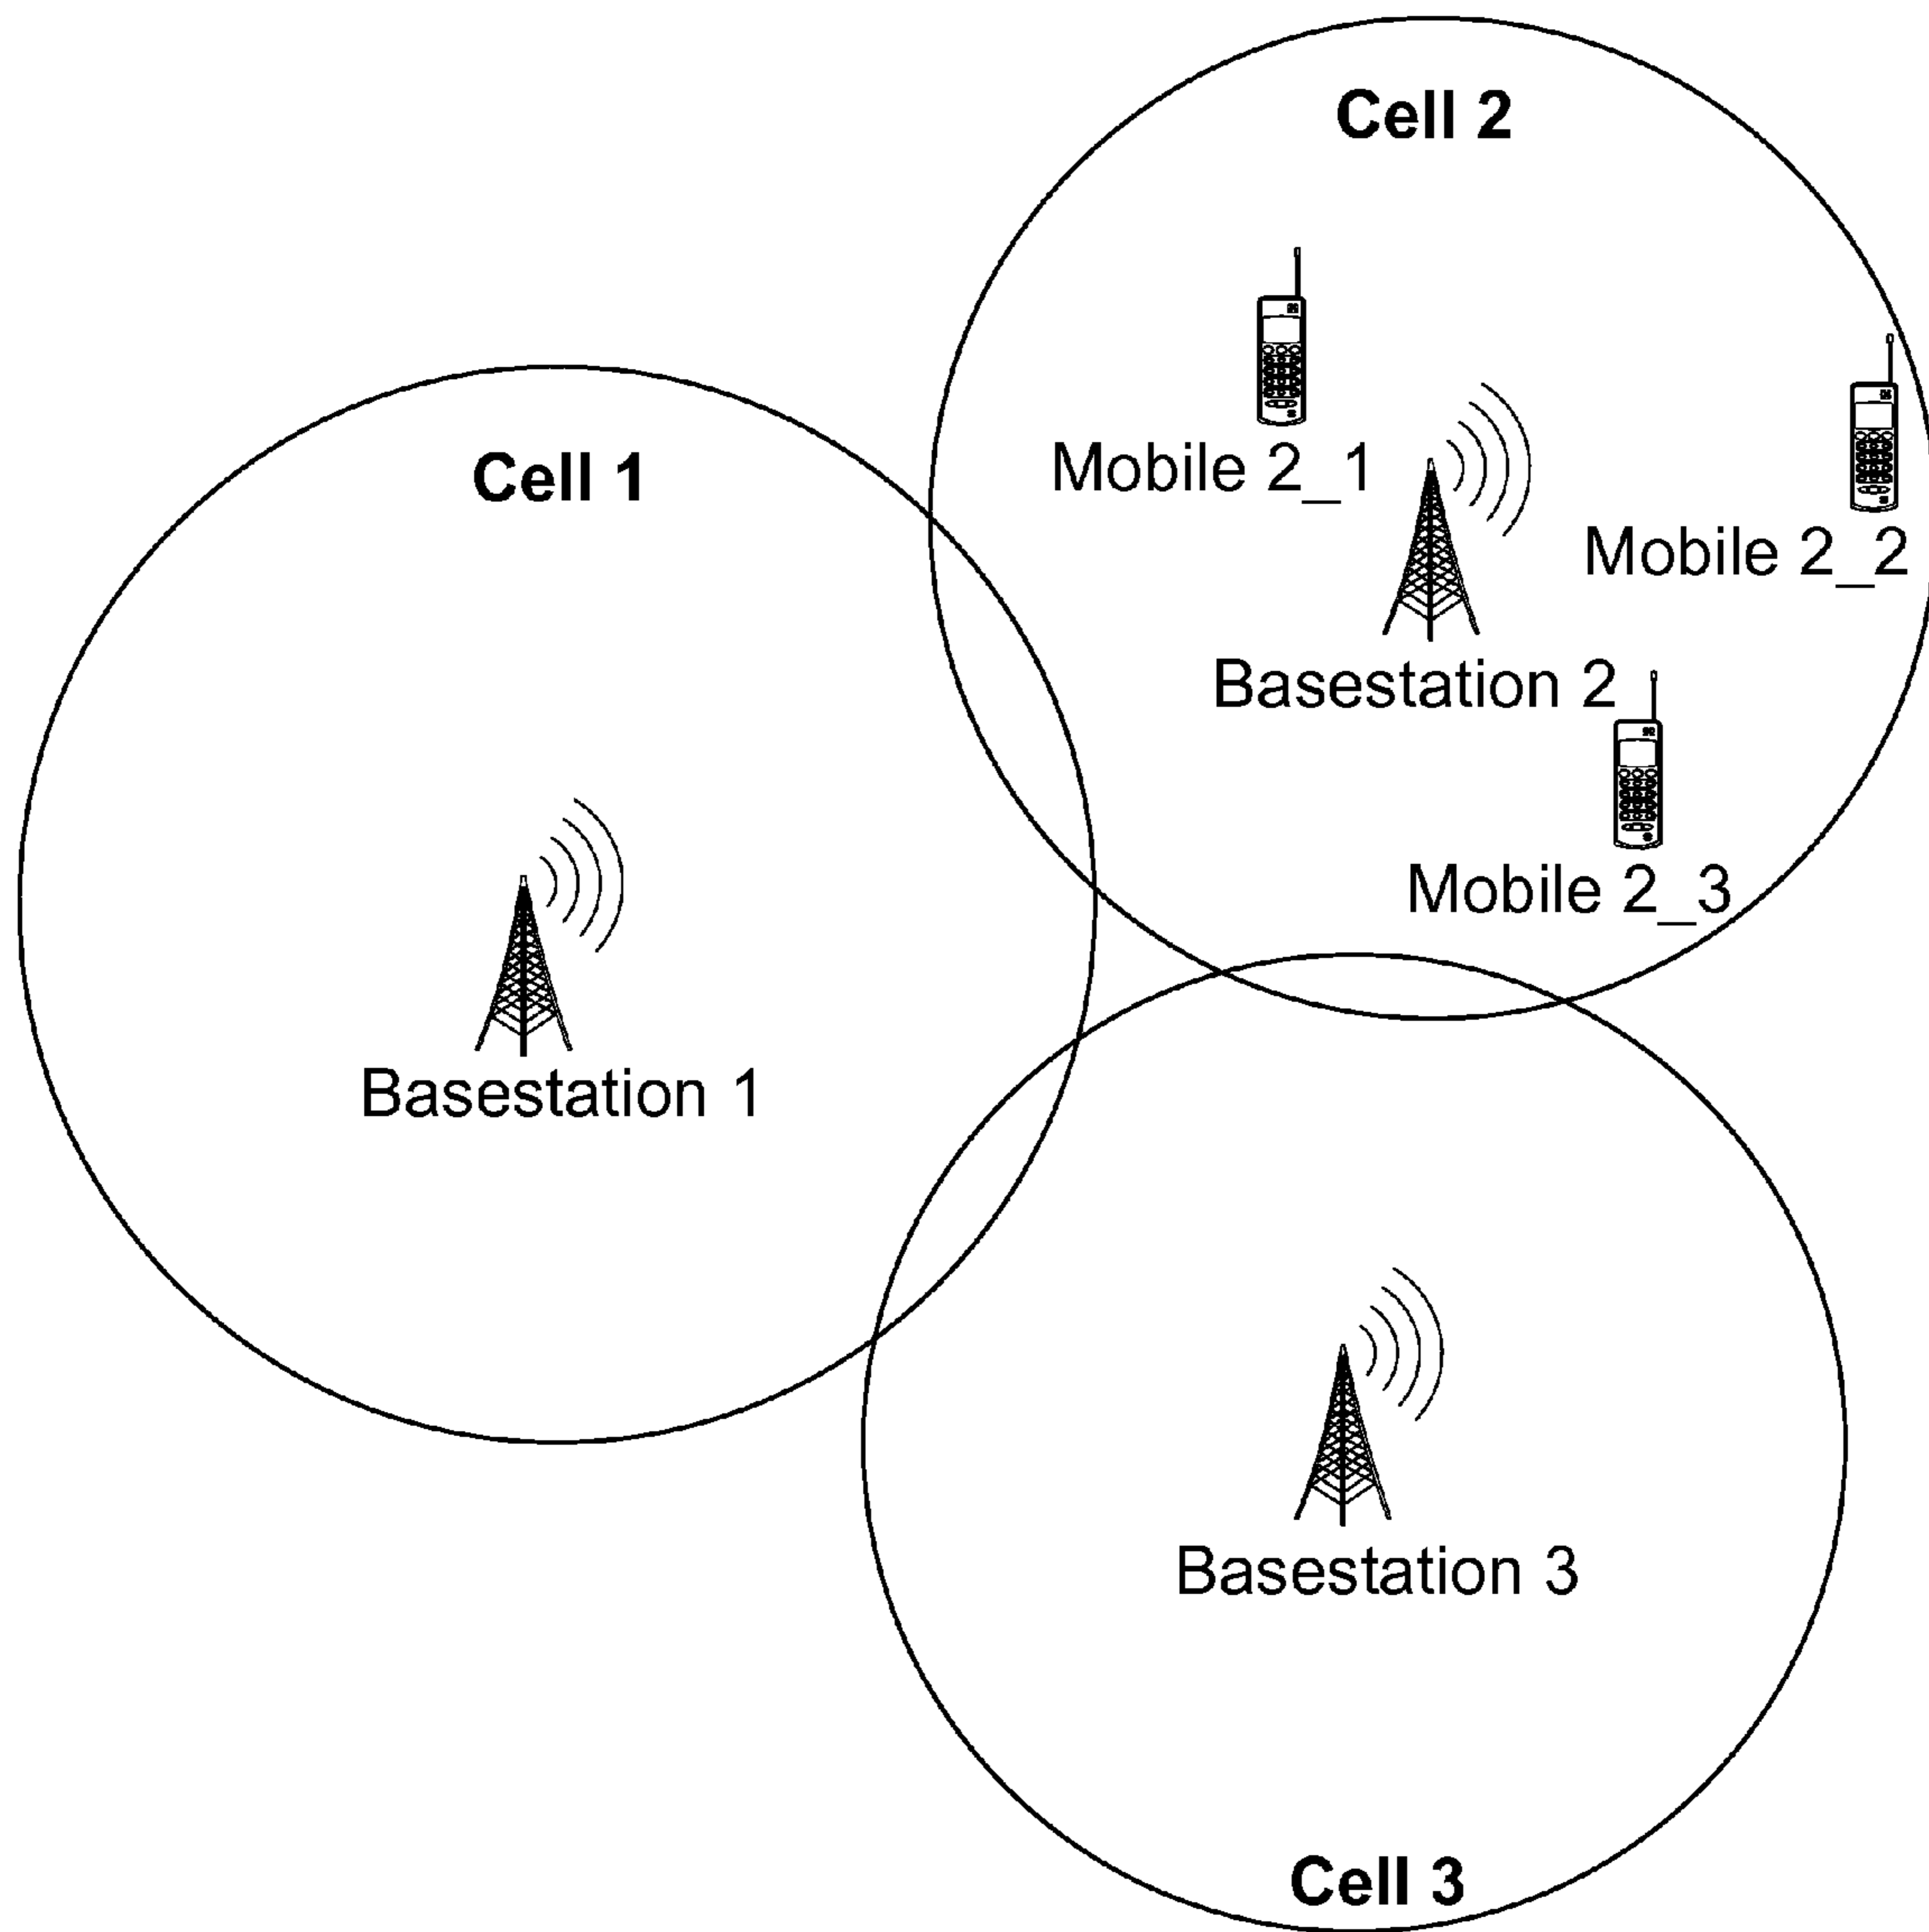 Cell 2
Cell 1
Mobile 2_1
Mobile 2_2
Basestation 2
Mobile 2_3
Basestation 1
Basestation 3
Cell 3